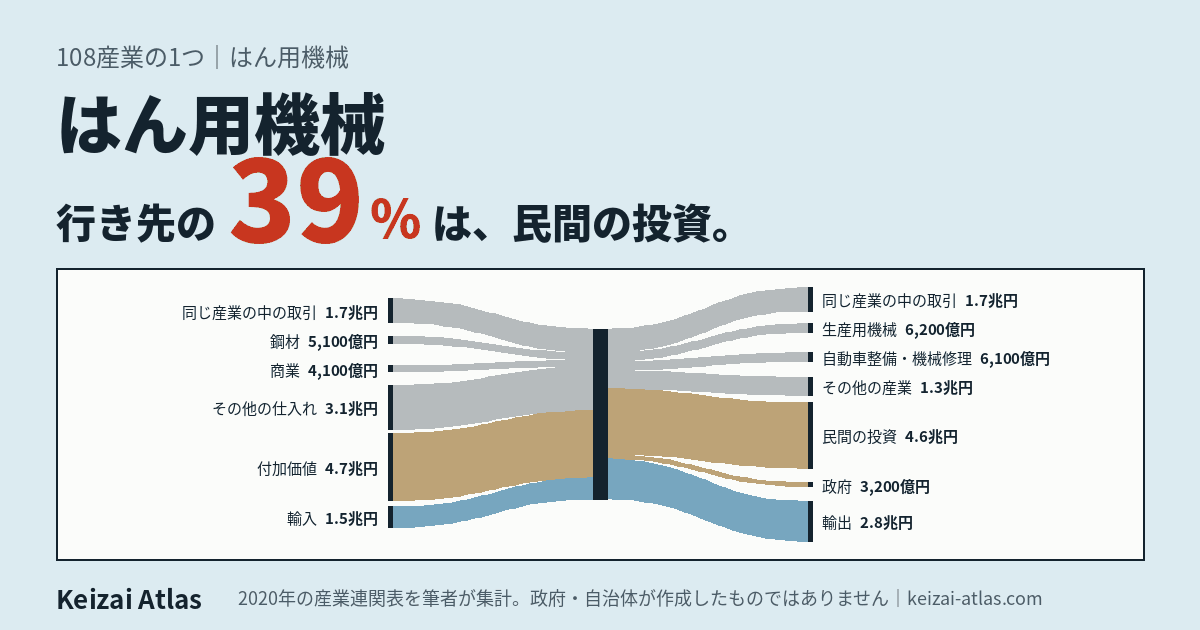 108産業の1つ｜はん用機械
はん用機械
行き先の 39% は、民間の投資。
同じ産業の中の取引 1.7兆円
鋼材 5,100億円
商業 4,100億円
その他の仕入れ 3.1兆円
付加価値 4.7兆円
輸入 1.5兆円
同じ産業の中の取引 1.7兆円
生産用機械 6,200億円
自動車整備・機械修理 6,100億円
その他の産業 1.3兆円
民間の投資 4.6兆円
政府 3,200億円
輸出 2.8兆円
Keizai Atlas
2020年の産業連関表を筆者が集計。政府・自治体が作成したものではありません｜keizai-atlas.com